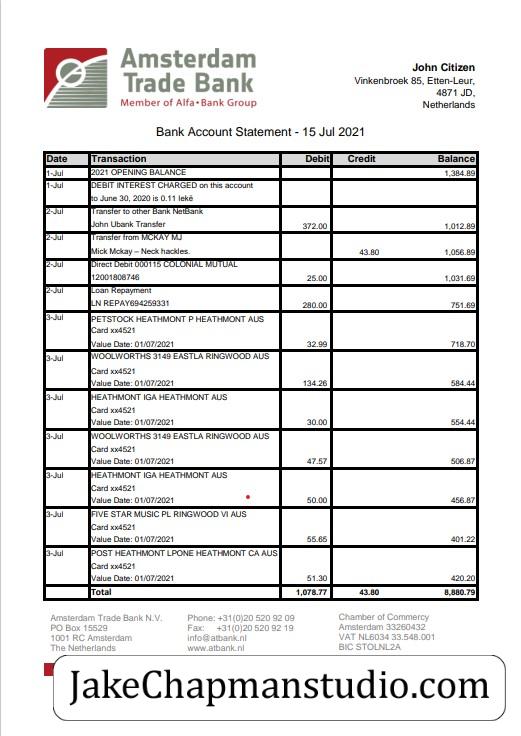 Amsterdam
Trade Bank
Member of Alfa•Bank Group
John Citizen
Vinkenbroek 85, Etten-Leur,
4871 JD,
Netherlands
Bank Account Statement - 15 Jul 2021
Date Transaction Debit Credit Balance
1-Jul 2021 OPENING BALANCE 1,384.89
1-Jul DEBIT INTEREST CHARGED on this account
to June 30, 2020 is 0.11 lekë
2-Jul Transfer to other Bank NetBank
John Ubank Transfer 372.00 1,012.89
2-Jul Transfer from MCKAY MJ
Mick Mckay – Neck hackles. 43.80 1,056.89
2-Jul Direct Debit 000115 COLONIAL MUTUAL
12001808746 25.00 1,031.69
2-Jul Loan Repayment
LN REPAY694259331 280.00 751.69
3-Jul PETSTOCK HEATHMONT P HEATHMONT AUS
Card xx4521
Value Date: 01/07/2021 32.99 718.70
3-Jul WOOLWORTHS 3149 EASTLA RINGWOOD AUS
Card xx4521
Value Date: 01/07/2021 134.26 584.44
3-Jul HEATHMONT IGA HEATHMONT AUS
Card xx4521
Value Date: 01/07/2021 30.00 554.44
3-Jul WOOLWORTHS 3149 EASTLA RINGWOOD AUS
Card xx4521
Value Date: 01/07/2021 47.57 506.87
3-Jul HEATHMONT IGA HEATHMONT AUS
Card xx4521
Value Date: 01/07/2021 50.00 456.87
3-Jul FIVE STAR MUSIC PL RINGWOOD VI AUS
Card xx4521
Value Date: 01/07/2021 55.65 401.22
3-Jul POST HEATHMONT LPONE HEATHMONT CA AUS
Card xx4521
Value Date: 01/07/2021 51.30 420.20
Total 1,078.77 43.80 8,880.79
Amsterdam Trade Bank N.V. Phone: +31(0)20 520 92 09 Chamber of Commerce
PO Box 15529 Fax: +31(0)20 520 92 19 Amsterdam 33260432
1001 RC Amsterdam info@atbank.nl VAT NL6034 33.548.001
The Netherlands www.atbank.nl BIC STOLNL2A
JakeChapmanstudio.com